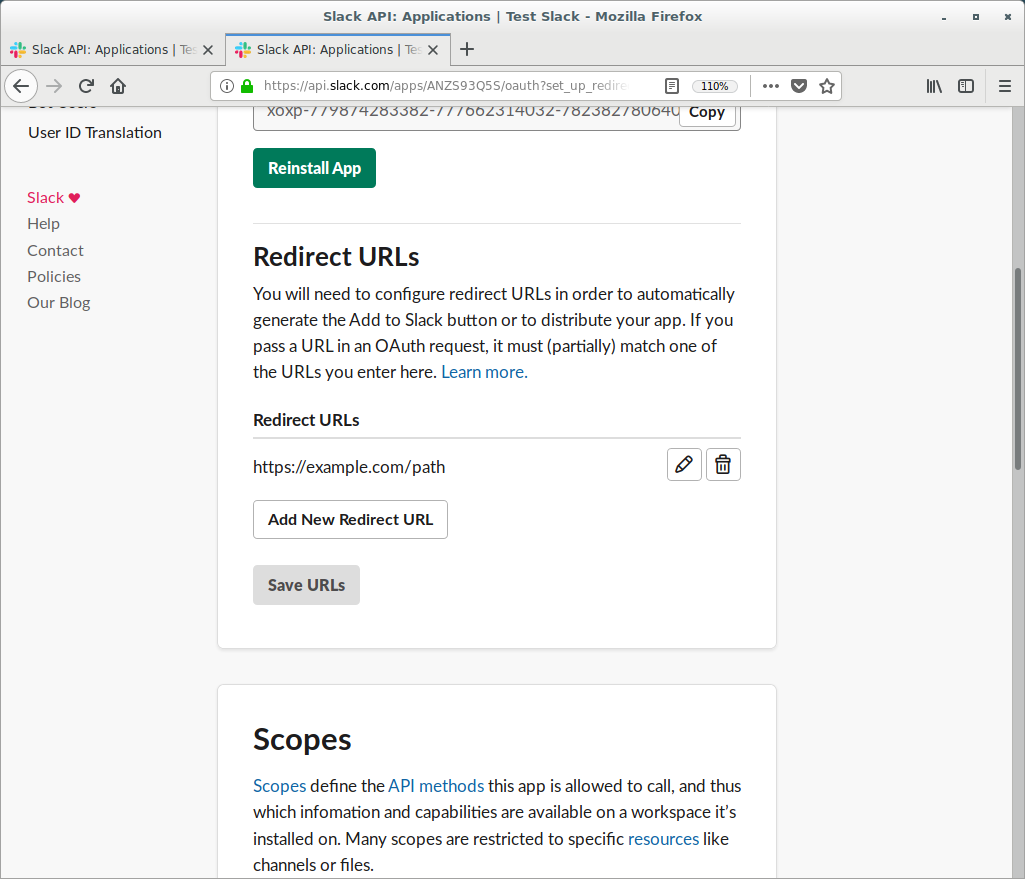 Slack API: Applications | Test Slack - Mozilla Firefox
Slack API: Applications | Tes
Slack API: Applications | Tes
https://api.slack.com/apps/ANZS93Q5S/oauth?set_up_redire
110%
User ID Translation
Slack
Help
Contact
Policies
Our Blog
xoxp-779874283382-777662314032-782382780640
Copy
Reinstall App
Redirect URLs
You will need to configure redirect URLs in order to automatically
generate the Add to Slack button or to distribute your app. If you
pass a URL in an OAuth request, it must (partially) match one of
the URLs you enter here. Learn more.
Redirect URLs
https://example.com/path
Add New Redirect URL
Save URLs
Scopes
Scopes define the API methods this app is allowed to call, and thus
which infomation and capabilities are available on a workspace it's
installed on. Many scopes are restricted to specific resources like
channels or files.